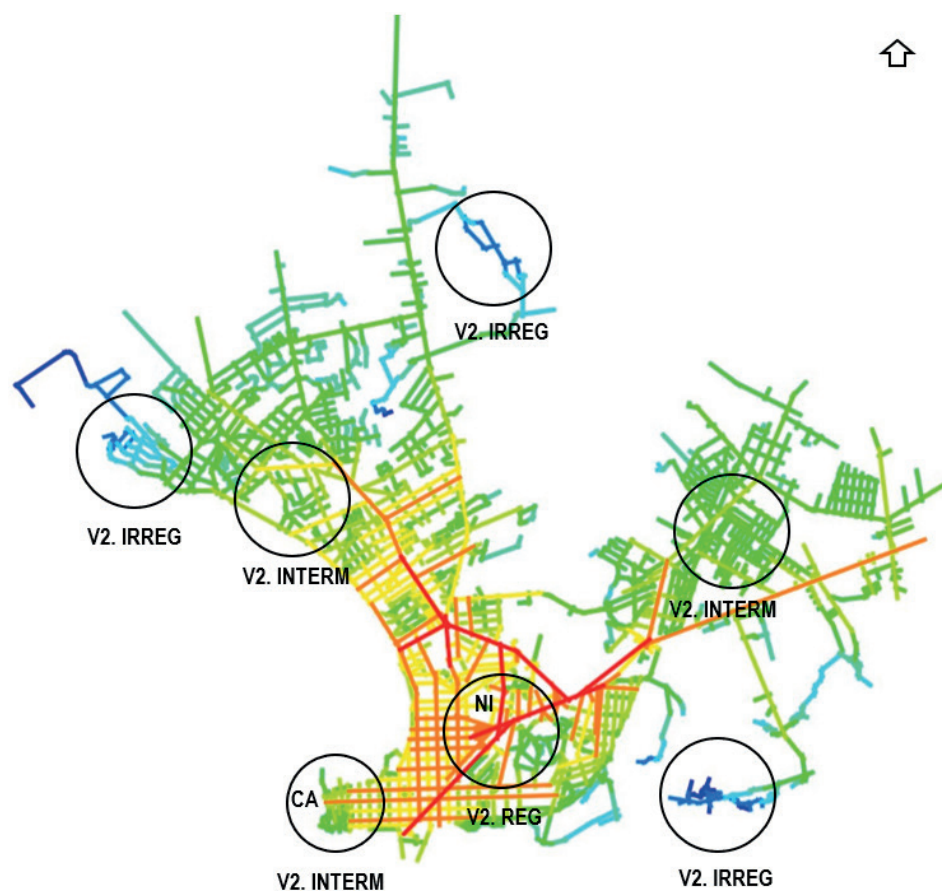 V2. IRREG
V2. IRREG
V2. INTERM
V2. INTERM
NI
CA
V2. REG
V2. INTERM
V2. IRREG